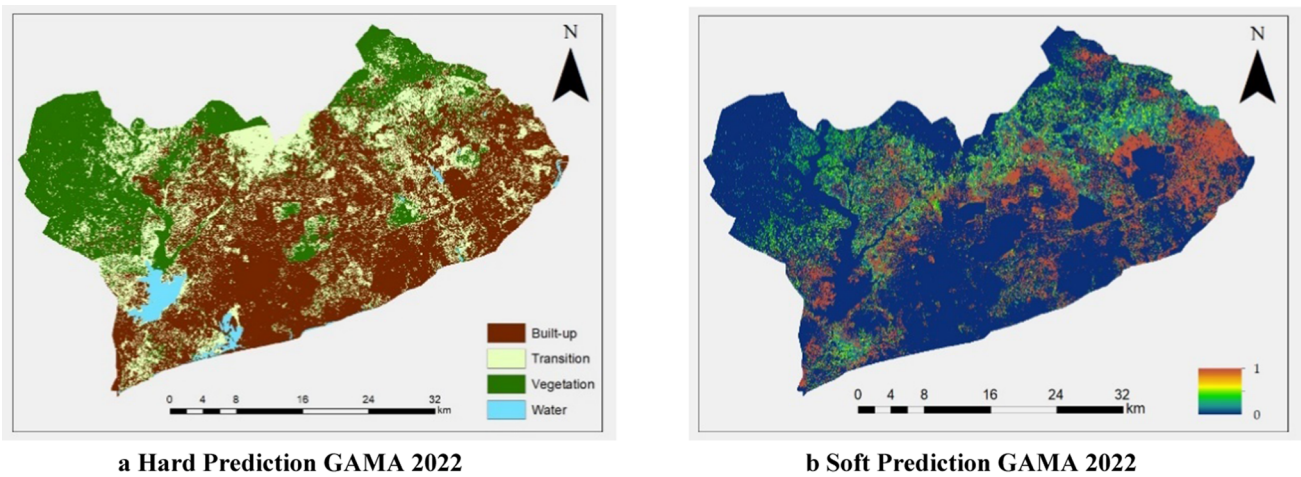 N
Built-up
Transition
Vegetation
Water
0 4 8 16 24 32
km
a Hard Prediction GAMA 2022
N
1
0
0 4 8 16 24 32
km
b Soft Prediction GAMA 2022